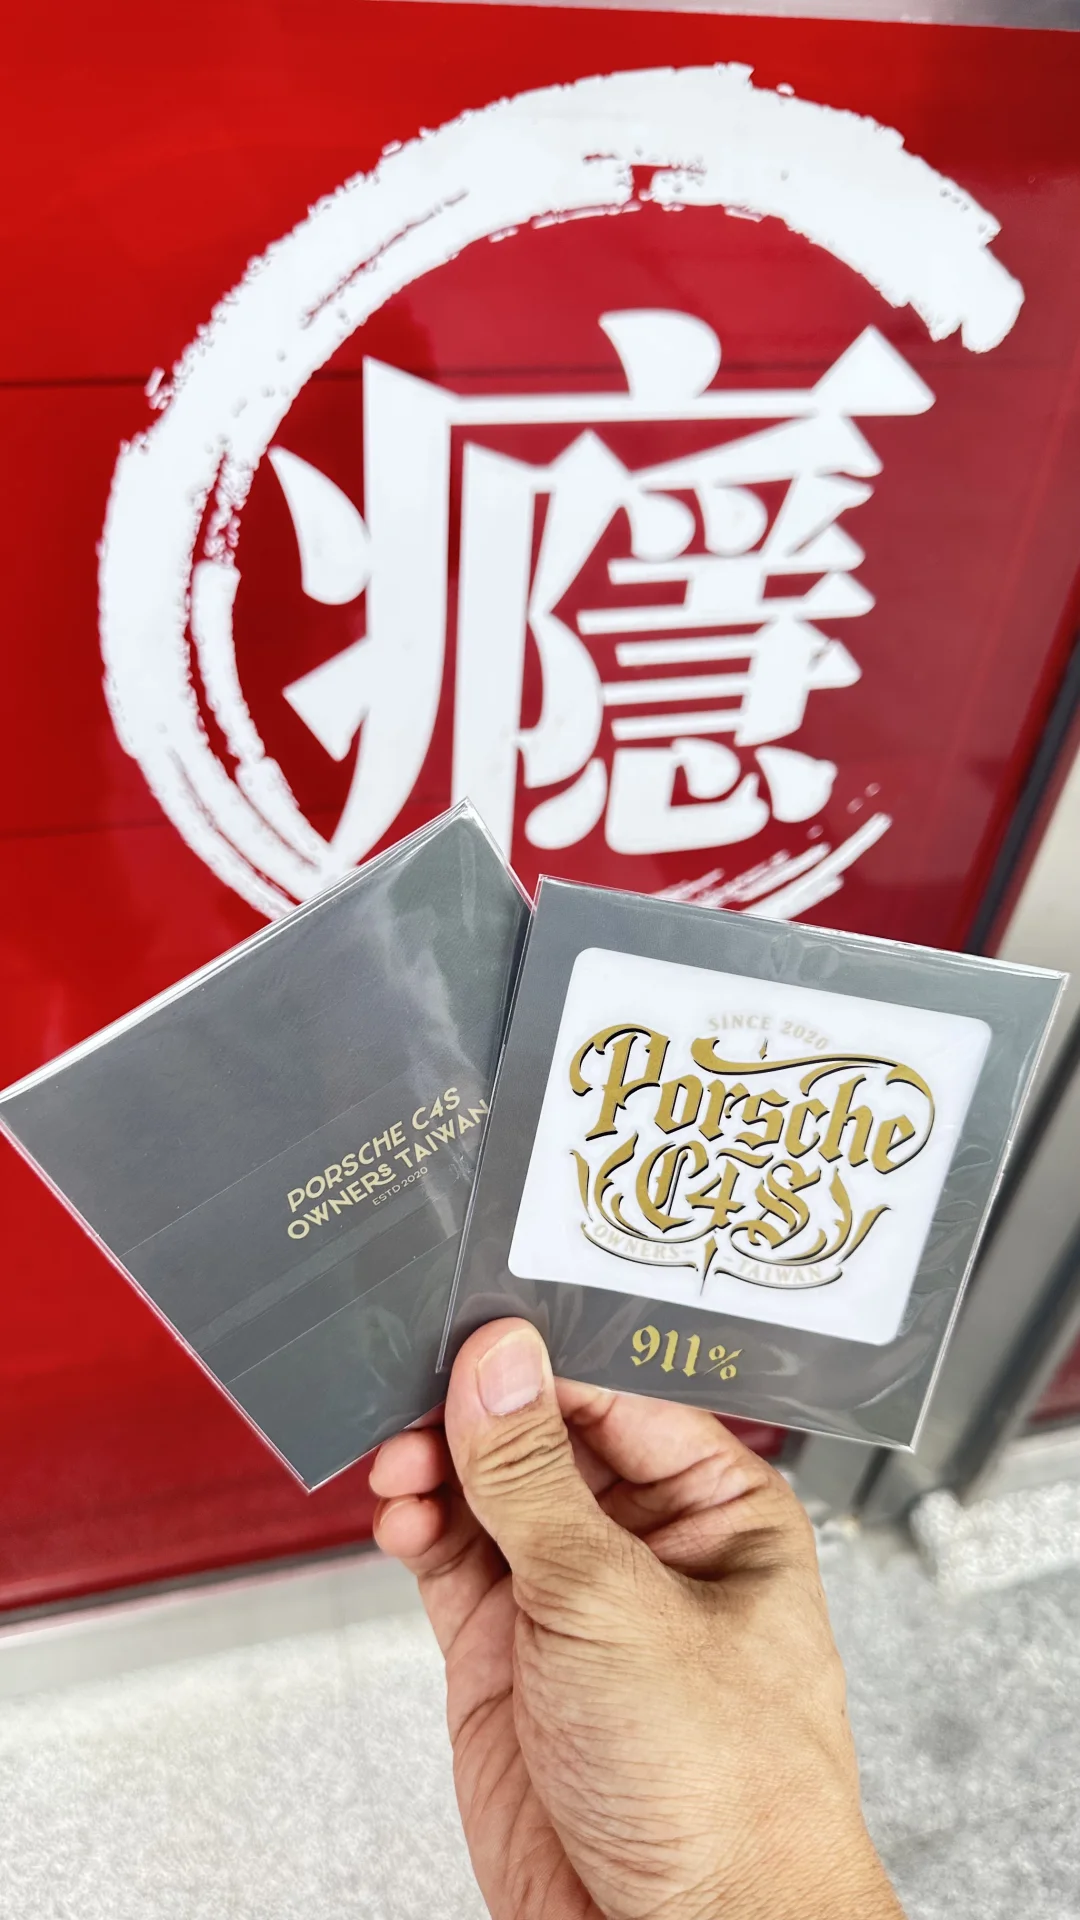 癮
PORSCHE C4S
OWNERS TAIWAN
ESTD 2020
SINCE 2020
Porsche
C4S
OWNERS - TAIWAN
911%